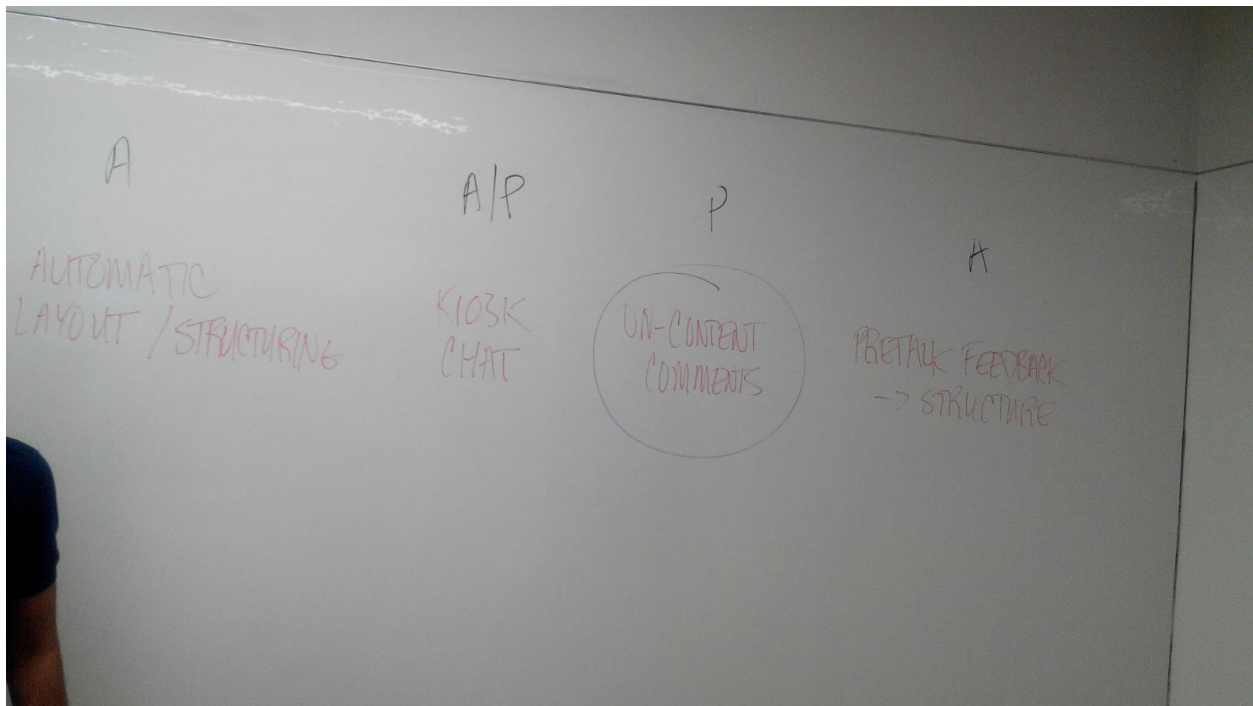 A
A/P
P
A
AUTOMATIC
LAYOUT / STRUCTURING
KIOSK
CHAT
ON-CONTENT
COMMENTS
PRETALK FEEDBACK
-> STRUCTURE